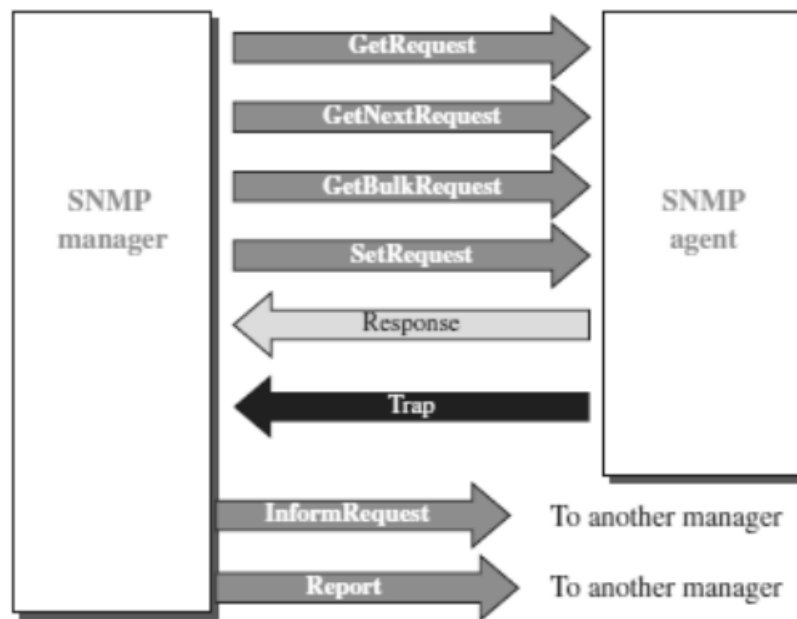 GetRequest
GetNextRequest
GetBulkRequest
SNMP
manager
SNMP
agent
SetRequest
Response
Trap
InformRequest
To another manager
Report
To another manager